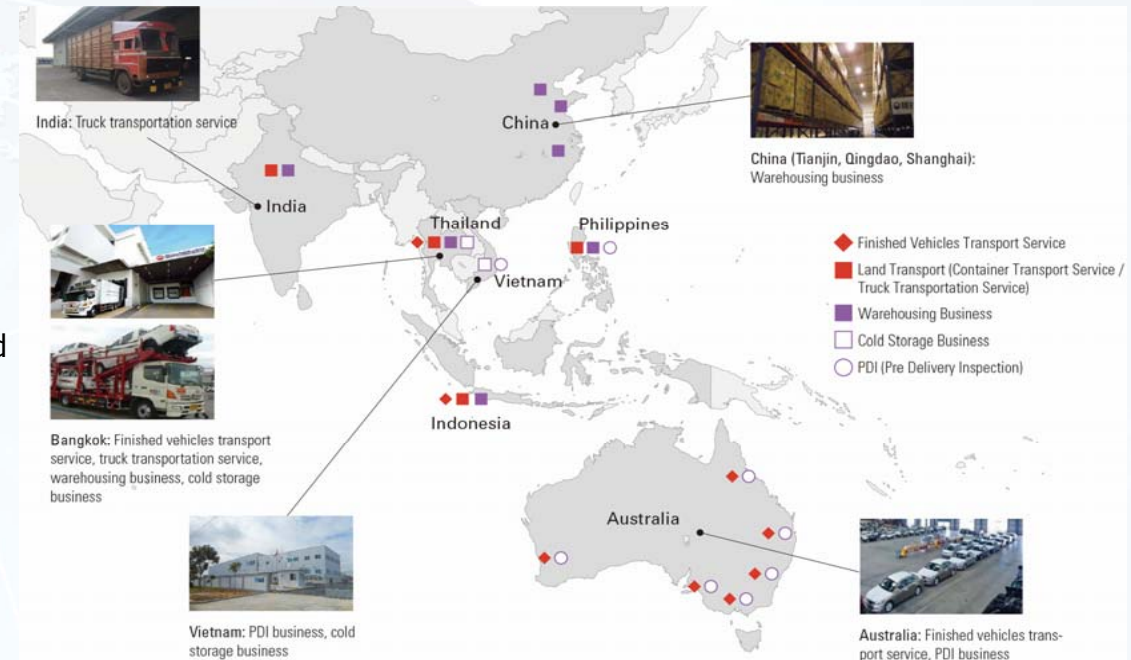 India: Truck transportation service
China
China (Tianjin, Qingdao, Shanghai):
Warehousing business
India
Thailand
Philippines
Vietnam
Finished Vehicles Transport Service
Land Transport (Container Transport Service /
Truck Transportation Service)
Warehousing Business
Cold Storage Business
PDI (Pre Delivery Inspection)
d
Indonesia
Bangkok: Finished vehicles transport
service, truck transportation service,
warehousing business, cold storage
business
Australia
Vietnam: PDI business, cold
storage business
Australia: Finished vehicles trans-
port service, PDI business